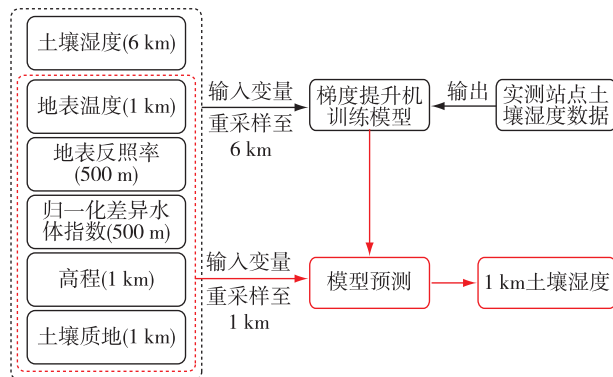 土壤湿度(6 km)
地表温度(1 km)
地表反照率
(500 m)
归一化差异水
体指数(500 m)
高程(1 km)
土壤质地(1 km)
输入变量
重采样至
6 km
梯度提升机
训练模型
输出
实测站点土
壤湿度数据
输入变量
重采样至
1 km
模型预测
1 km土壤湿度